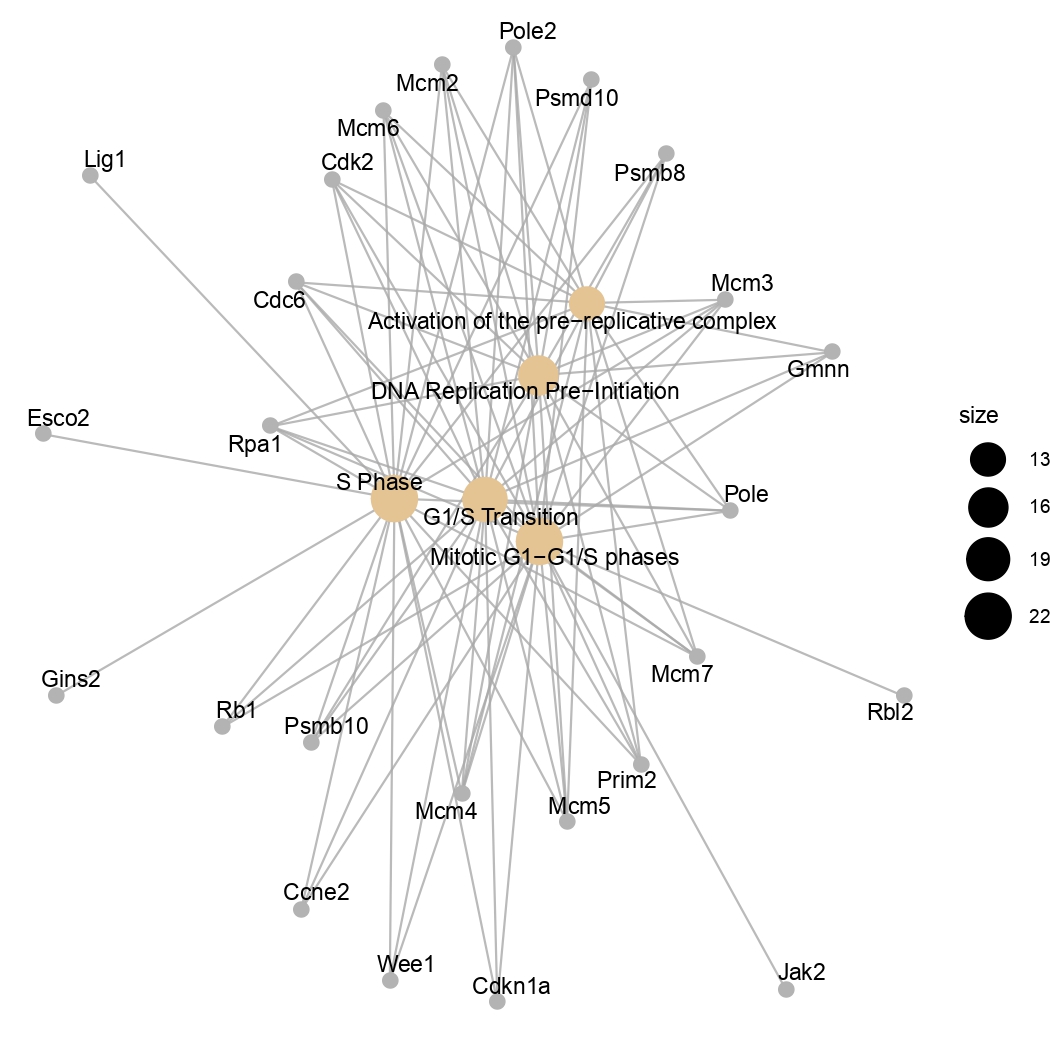 Pole2
Mcm2
Psmd10
Mcm6
Lig1
Cdk2
Psmb8
Mcm3
Cdc6
Activation of the pre−replicative complex
Gmnn
DNA Replication Pre−Initiation
Esco2
size
Rpa1
13
S Phase
Pole
16
G1/S Transition
Mitotic G1−G1/S phases
19
22
Mcm7
Gins2
Rb1
Rbl2
Psmb10
Prim2
Mcm4
Mcm5
Ccne2
Wee1
Jak2
Cdkn1a